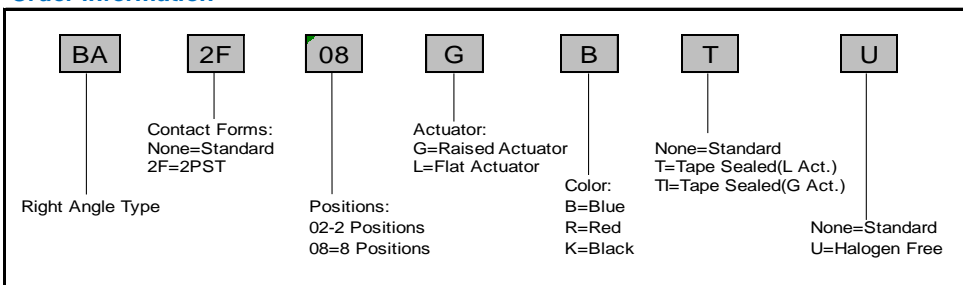 BA 2F 08 G B T U
Contact Forms:
None=Standard
2F=2PST
Actuator:
G=Raised Actuator
L=Flat Actuator
None=Standard
T=Tape Sealed(L Act.)
TI=Tape Sealed(G Act.)
Color:
B=Blue
R=Red
K=Black
Right Angle Type
Positions:
02-2 Positions
08=8 Positions
None=Standard
U=Halogen Free